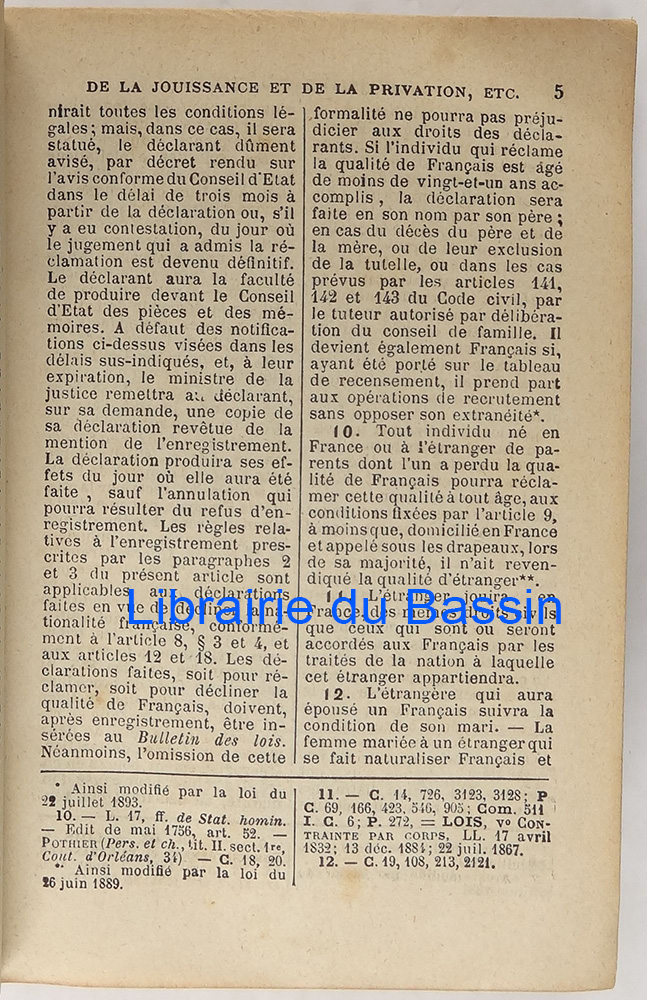 DE LA JOUISSANCE ET DE LA PRIVATION, ETC. 5
nirait toutes les conditions lé-
gales; mais, dans ce cas, il sera
statué, le déclarant dûment
avisé, par décret rendu sur
l'avis conforme du Conseil d'Etat
dans le délai de trois mois à
partir de la déclaration ou, s'il
y a eu contestation, du jour où
le jugement qui a admis la ré-
clamation est devenu définitif.
Le déclarant aura la faculté
de produire devant le Conseil
d'Etat des pièces et des mé-
moires. A défaut des notifica-
tions ci-dessus visées dans les
délais sus-indiqués, et, à leur
expiration, le ministre de la
justice remettra au déclarant,
sur sa demande, une copie de
sa déclaration revêtue de la
mention de l'enregistrement.
La déclaration produira ses ef-
fets du jour où elle aura été
faite, sauf l'annulation qui
pourra résulter du refus d'en-
registrement. Les règles rela-
tives à l'enregistrement pres-
crites par les paragraphes 2
et 3 du présent article sont
applicables aux déclarations
faites en vue de décliner la na-
tionalité française, conformé-
ment à l'article 8, § 3 et 4, et
aux articles 12 et 18. Les dé-
clarations faites, soit pour ré-
clamer, soit pour décliner la
qualité de Français, doivent,
après enregistrement, être in-
sérées au Bulletin des lois.
Néanmoins, l'omission de cette
formalité ne pourra pas préju-
dicier aux droits des décla-
rants. Si l'individu qui réclame
la qualité de Français est âgé
de moins de vingt-et-un ans ac-
complis, la déclaration sera
faite en son nom par son père;
en cas du décès du père et de
la mère, ou de leur exclusion
de la tutelle, ou dans les cas
prévus par les articles 141,
142 et 143 du Code civil, par
le tuteur autorisé par délibéra-
tion du conseil de famille. Il
devient également Français si,
ayant été porté sur le tableau
de recensement, il prend part
aux opérations de recrutement
sans opposer son extranéité*.
10. Tout individu né en
France ou à l'étranger de pa-
rents dont l'un a perdu la qua-
lité de Français pourra récla-
mer cette qualité à tout âge, aux
conditions fixées par l'article 9,
à moins que, domicilié en France
et appelé sous les drapeaux, lors
de sa majorité, il n'ait reven-
diqué la qualité d'étranger**.
11. L'étranger jouira en
France des mêmes droits civils
que ceux qui sont ou seront
accordés aux Français par les
traités de la nation à laquelle
cet étranger appartiendra.
12. L'étrangère qui aura
épousé un Français suivra la
condition de son mari. — La
femme mariée à un étranger qui
se fait naturaliser Français et
* Ainsi modifié par la loi du
22 juillet 1893.
10. — L. 17, ff. de Stat. homin.
— Edit de mai 1756, art. 52. —
POTHIER (Pers. et ch., tit. II. sect. 1re,
Cout. d'Orléans, 34) — C. 18, 20.
** Ainsi modifié par la loi du
26 juin 1889.
11. — C. 14, 726, 3123, 3128; P
C. 69, 166, 423, 546, 905; Com. 511
I. C. 6; P. 272, = LOIS, v° CON-
TRAINTE PAR CORPS, LL. 17 avril
1832; 13 déc. 1884; 22 juil. 1867.
12. — C. 19, 108, 213, 2121.
Librairie du Bassin